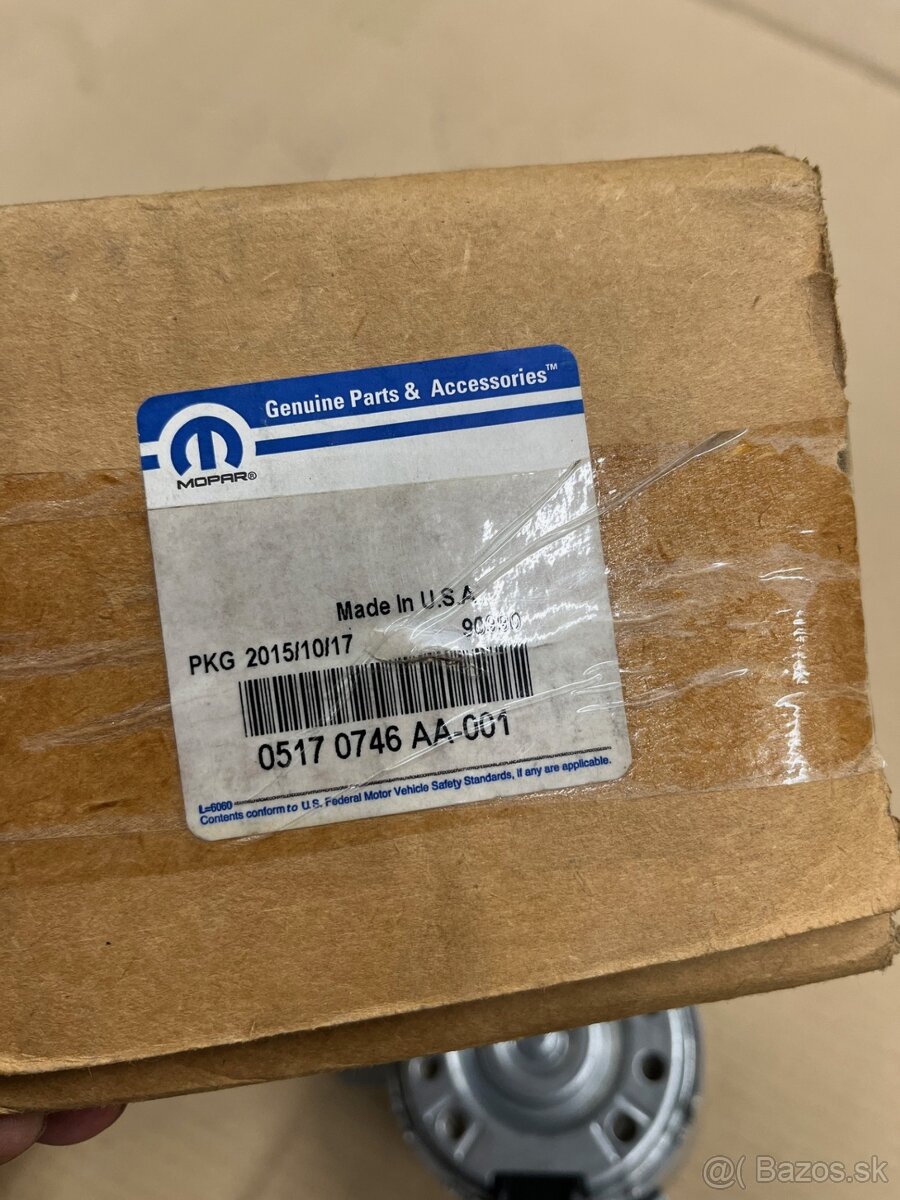 Genuine Parts & Accessories™
MOPAR®
Made In U.S.A.
PKG 2015/10/17
0517 0746 AA-001
L=6060
Contents conform to U.S. Federal Motor Vehicle Safety Standards, if any are applicable.
@( Bazos.sk